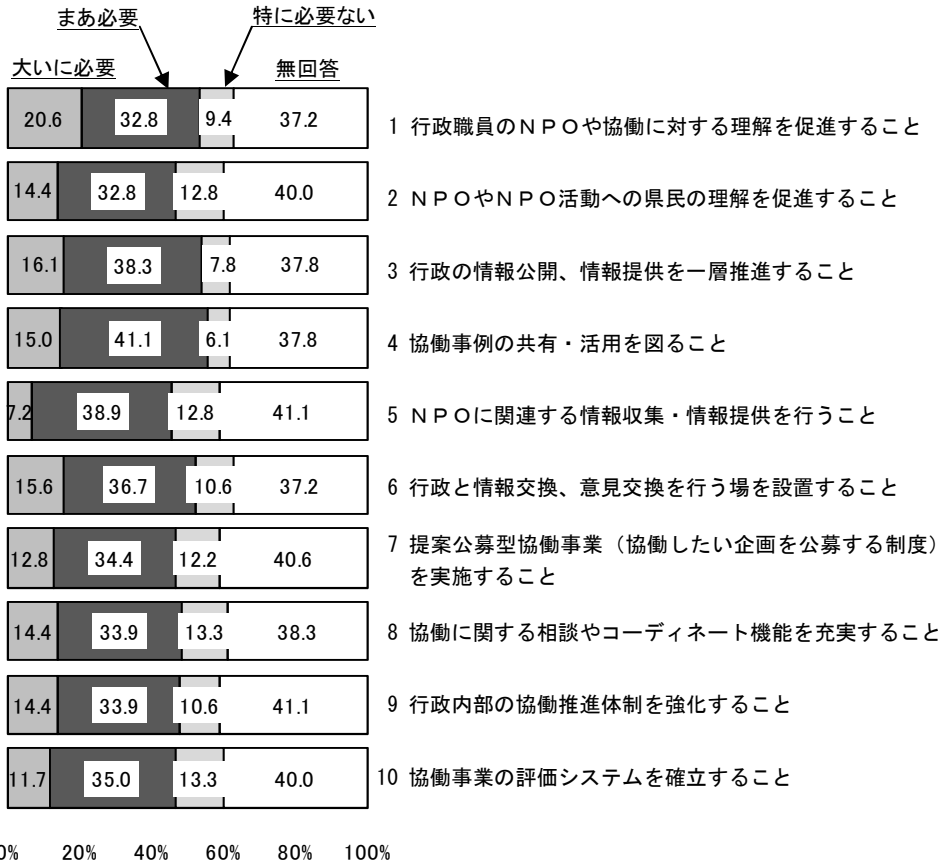 まあ必要 特に必要ない
大いに必要 無回答
20.6 32.8 9.4 37.2 1 行政職員のNPOや協働に対する理解を促進すること
14.4 32.8 12.8 40.0 2 NPOやNPO活動への県民の理解を促進すること
16.1 38.3 7.8 37.8 3 行政の情報公開、情報提供を一層推進すること
15.0 41.1 6.1 37.8 4 協働事例の共有・活用を図ること
7.2 38.9 12.8 41.1 5 NPOに関連する情報収集・情報提供を行うこと
15.6 36.7 10.6 37.2 6 行政と情報交換、意見交換を行う場を設置すること
12.8 34.4 12.2 40.6 7 提案公募型協働事業（協働したい企画を公募する制度）
を実施すること
14.4 33.9 13.3 38.3 8 協働に関する相談やコーディネート機能を充実すること
14.4 33.9 10.6 41.1 9 行政内部の協働推進体制を強化すること
11.7 35.0 13.3 40.0 10 協働事業の評価システムを確立すること
0% 20% 40% 60% 80% 100%